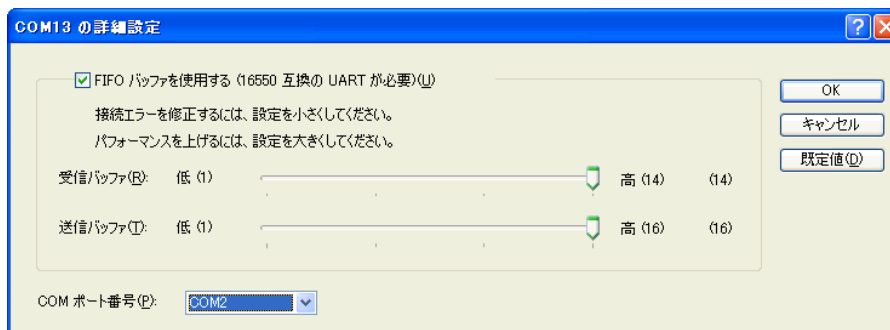 COM13 の詳細設定
FIFO バッファを使用する (16550 互換の UART が必要)(U)
接続エラーを修正するには、設定を小さくしてください。
パフォーマンスを上げるには、設定を大きくしてください。
受信バッファ(R): 低 (1) 高 (14) (14)
送信バッファ(T): 低 (1) 高 (16) (16)
COM ポート番号(P): COM2
OK
キャンセル
既定値(D)